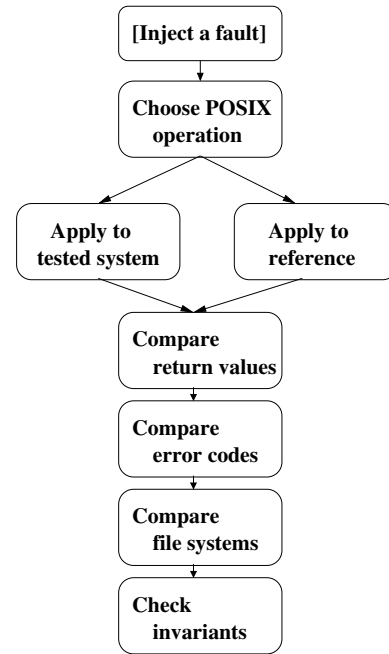 [Inject a fault]
Choose POSIX
operation
Apply to
tested system
Apply to
reference
Compare
return values
Compare
error codes
Compare
file systems
Check
invariants